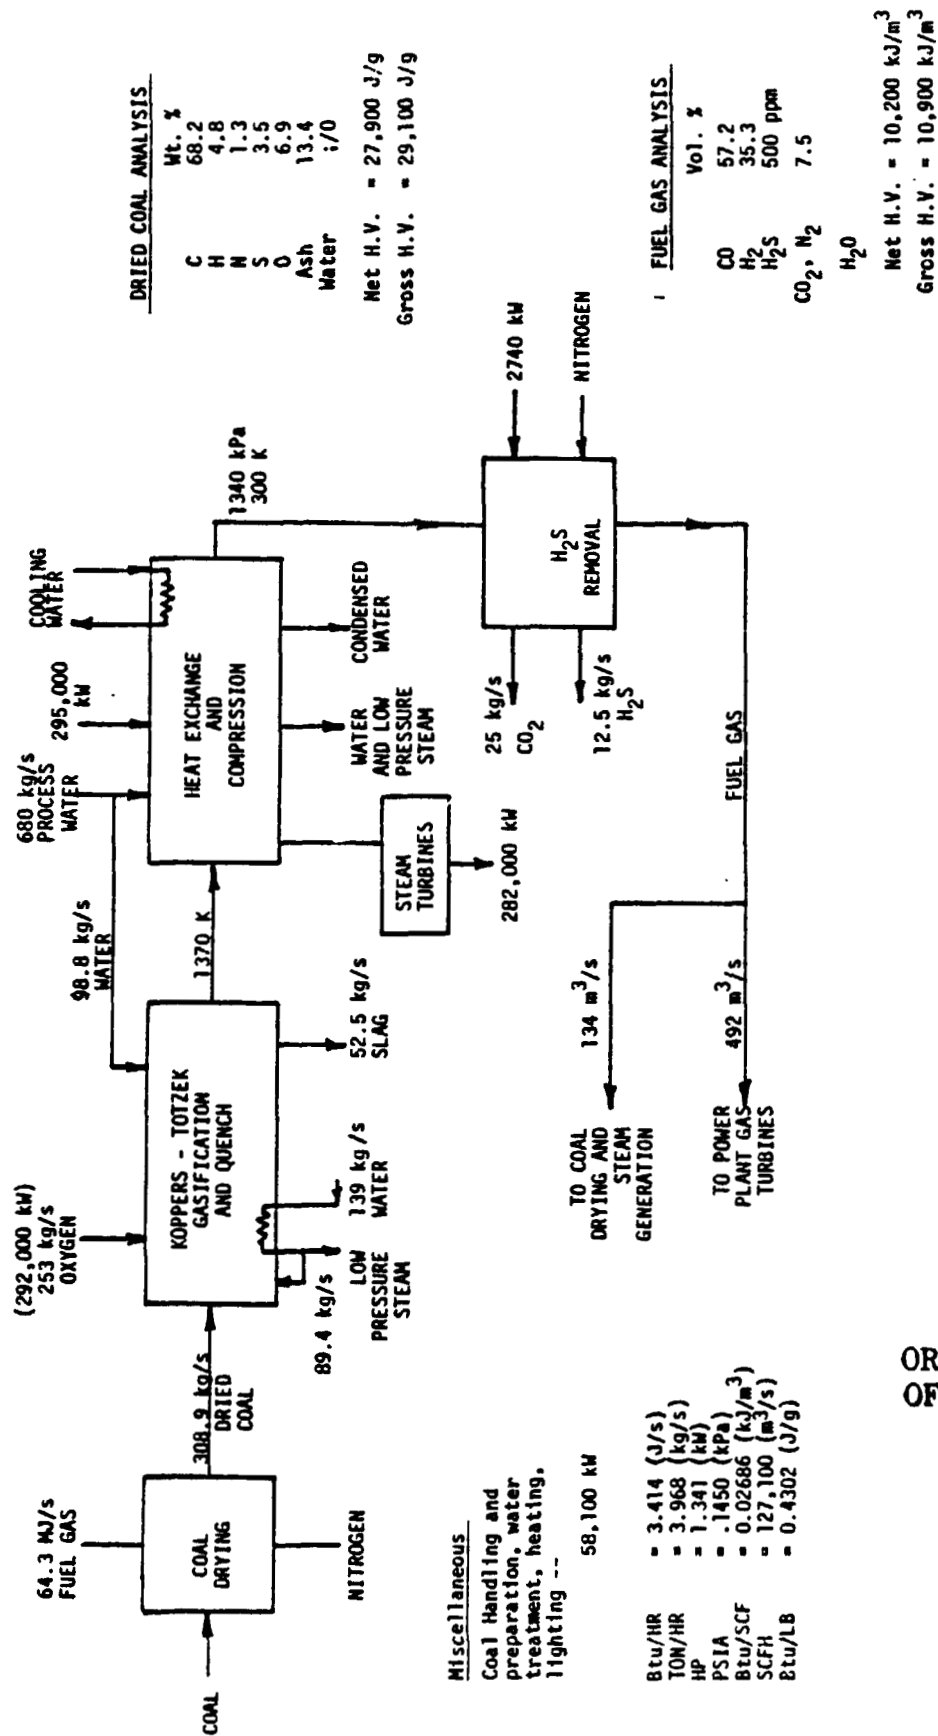 COAL
64.3 MJ/s
FUEL GAS
COAL
DRYING
NITROGEN
308.9 kg/s
DRIED
COAL
(292,000 kW)
253 kg/s
OXYGEN
KOPPERS - TOTZEK
GASIFICATION
AND QUENCH
89.4 kg/s
LOW
PRESSURE
STEAM
139 kg/s
WATER
52.5 kg/s
SLAG
98.8 kg/s
WATER
1370 K
680 kg/s
PROCESS
WATER
295,000
kW
COOLING
WATER
HEAT EXCHANGE
AND
COMPRESSION
STEAM
TURBINES
282,000 kW
WATER
AND LOW
PRESSURE
STEAM
CONDENSED
WATER
1340 kPa
300 K
H2S
REMOVAL
2740 kW
NITROGEN
25 kg/s
CO2
12.5 kg/s
H2S
FUEL GAS
134 m3/s
TO COAL
DRYING AND
STEAM
GENERATION
492 m3/s
TO POWER
PLANT GAS
TURBINES
DRIED COAL ANALYSIS
Wt. %
C 68.2
H 4.8
N 1.3
S 3.5
O 6.9
Ash 13.4
Water
Net H.V. = 27,900 J/g
Gross H.V. = 29,100 J/g
FUEL GAS ANALYSIS
Vol. %
CO 57.2
H2 35.3
H2S 500 ppm
CO2, N2 7.5
H2O
Net H.V. = 10,200 kJ/m3
Gross H.V. = 10,900 kJ/m3
Miscellaneous
Coal Handling and
preparation, water
treatment, heating,
lighting --
58,100 kW
Btu/HR = 3.414 (J/s)
TON/HR = 3.968 (kg/s)
HP = 1.341 (kW)
PSIA = .1450 (kPa)
Btu/SCF = 0.02686 (kJ/m3)
SCFH = 127,100 (m3/s)
Btu/LB = 0.4302 (J/g)
OR
OF